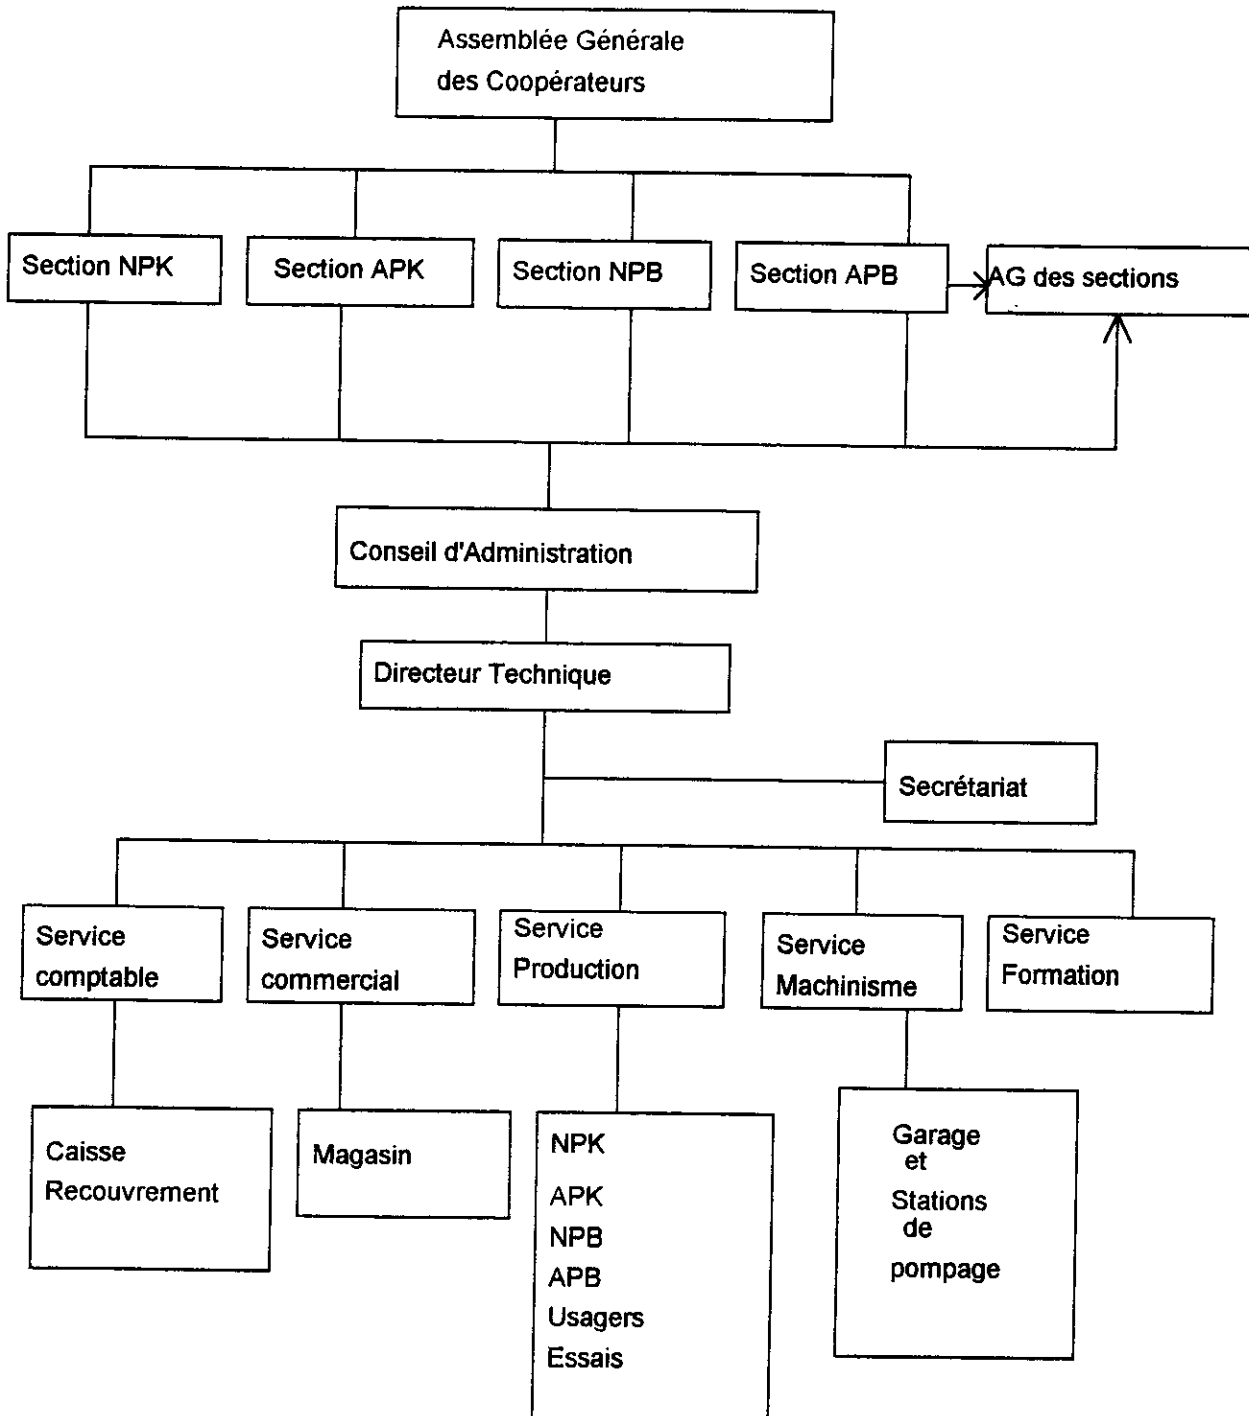 Assemblée Générale
des Coopérateurs
Section NPK
Section APK
Section NPB
Section APB
AG des sections
Conseil d'Administration
Directeur Technique
Secrétariat
Service
comptable
Service
commercial
Service
Production
Service
Machinisme
Service
Formation
Caisse
Recouvrement
Magasin
NPK
APK
NPB
APB
Usagers
Essais
Garage
et
Stations
de
pompage